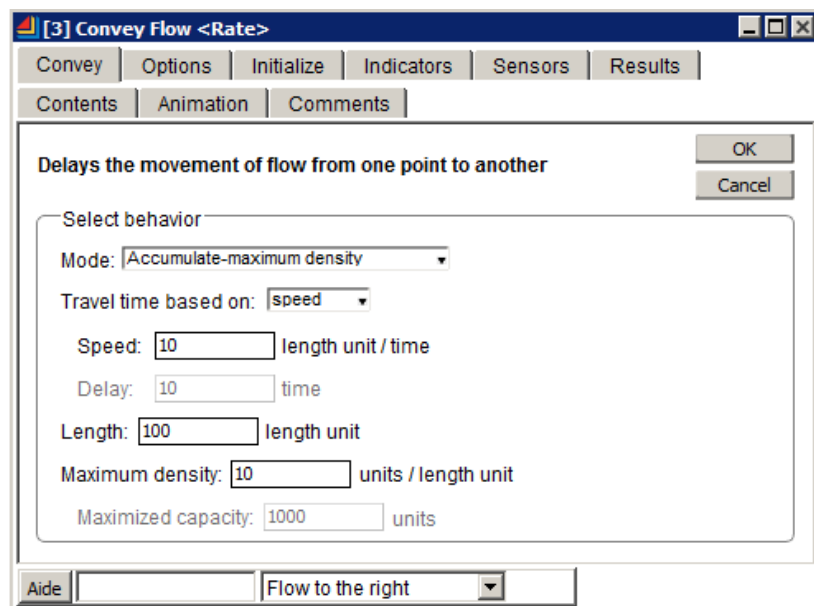 [3] Convey Flow <Rate>
Convey Options Initialize Indicators Sensors Results
Contents Animation Comments
OK
Delays the movement of flow from one point to another
Cancel
Select behavior
Mode: Accumulate-maximum density
Travel time based on: speed
Speed: 10 length unit / time
Delay: 10 time
Length: 100 length unit
Maximum density: 10 units / length unit
Maximized capacity: 1000 units
Aide Flow to the right